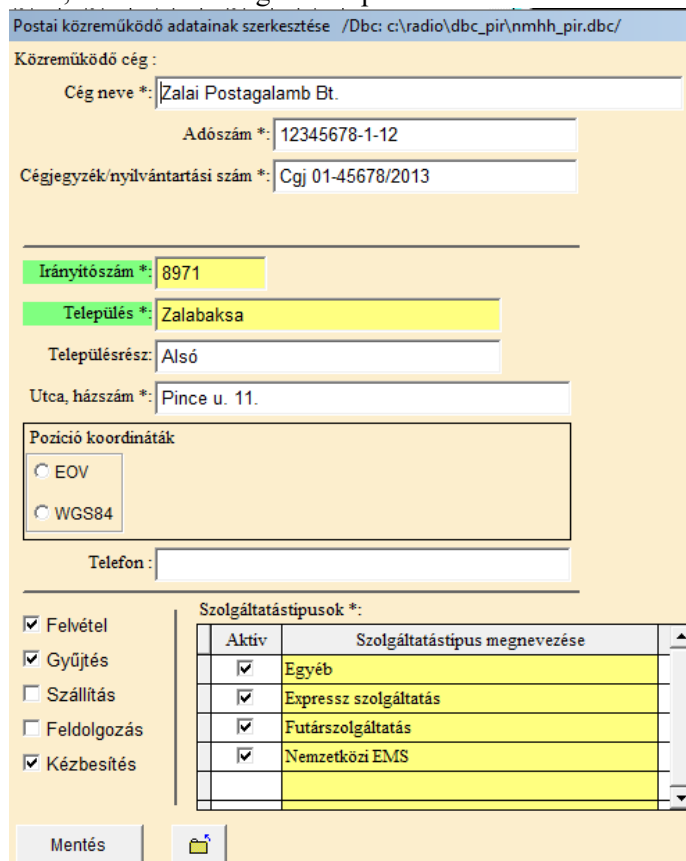 Postai közreműködő adatainak szerkesztése /Dbc: c:\radio\dbc_pir\nmhh_pir.dbc/
Közreműködő cég :
Cég neve *: Zalai Postagalamb Bt.
Adószám *: 12345678-1-12
Cégjegyzék/nyilvántartási szám *: Cgj 01-45678/2013
Irányítószám *: 8971
Település *: Zalabaksa
Településrész: Alsó
Utca, házszám *: Pince u. 11.
Pozíció koordináták
EOV
WGS84
Telefon :
Felvétel
Gyűjtés
Szállítás
Feldolgozás
Kézbesítés
Szolgáltatástípusok *:
Aktív Szolgáltatástípus megnevezése
Egyéb
Expressz szolgáltatás
Futárszolgáltatás
Nemzetközi EMS
Mentés